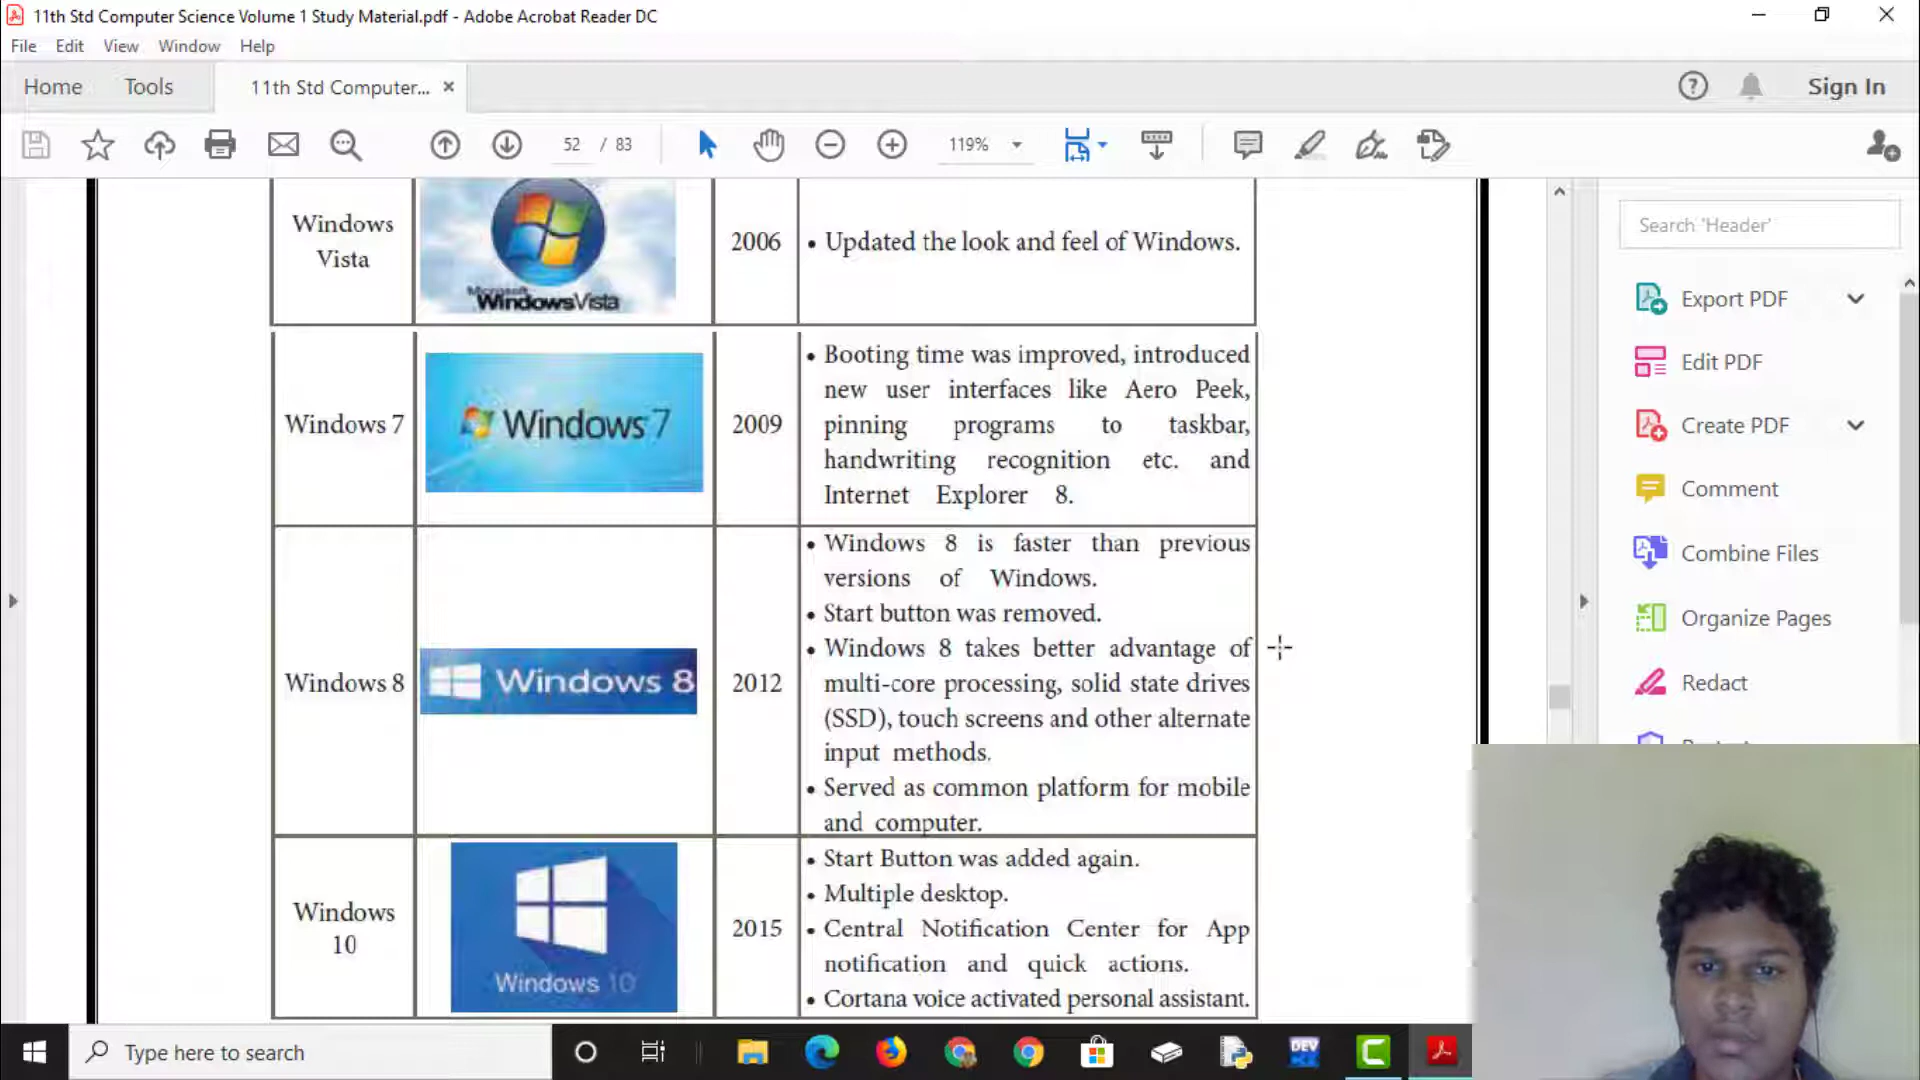 11th Std Computer Science Volume 1 Study Material.pdf - Adobe Acrobat Reader DC
File Edit View Window Help
Home Tools 11th Std Computer... × Sign In
52 / 83 119%
Windows Vista
Microsoft
WindowsVista
2006
• Updated the look and feel of Windows.
Windows 7
Windows 7
2009
• Booting time was improved, introduced
new user interfaces like Aero Peek,
pinning programs to taskbar,
handwriting recognition etc. and
Internet Explorer 8.
Windows 8
Windows 8
2012
• Windows 8 is faster than previous
versions of Windows.
• Start button was removed.
• Windows 8 takes better advantage of
multi-core processing, solid state drives
(SSD), touch screens and other alternate
input methods.
• Served as common platform for mobile
and computer.
Windows
10
Windows 10
2015
• Start Button was added again.
• Multiple desktop.
• Central Notification Center for App
notification and quick actions.
• Cortana voice activated personal assistant.
Search 'Header'
Export PDF
Edit PDF
Create PDF
Comment
Combine Files
Organize Pages
Redact
Type here to search
DEV